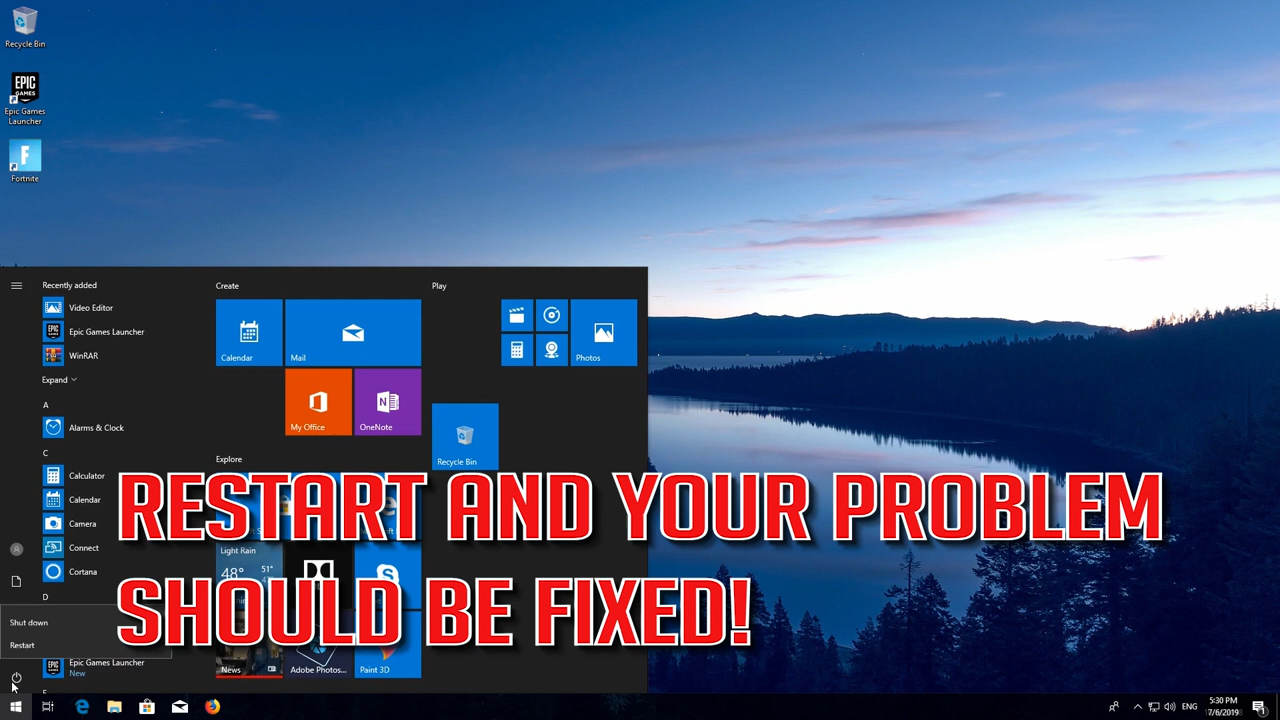 Recycle Bin
EPIC
GAMES
Epic Games
Launcher
F
Fortnite
Recently added
Video Editor
Epic Games Launcher
WinRAR
Expand
A
Alarms & Clock
C
Calculator
Calendar
Camera
Connect
Cortana
D
Epic Games Launcher
New
Shut down
Restart
Create
Calendar
Mail
My Office
OneNote
Explore
Light Rain
48°
51°
News
Adobe Photos...
Paint 3D
Play
Photos
Recycle Bin
RESTART AND YOUR PROBLEM
SHOULD BE FIXED!
ENG
5:30 PM
7/6/2019